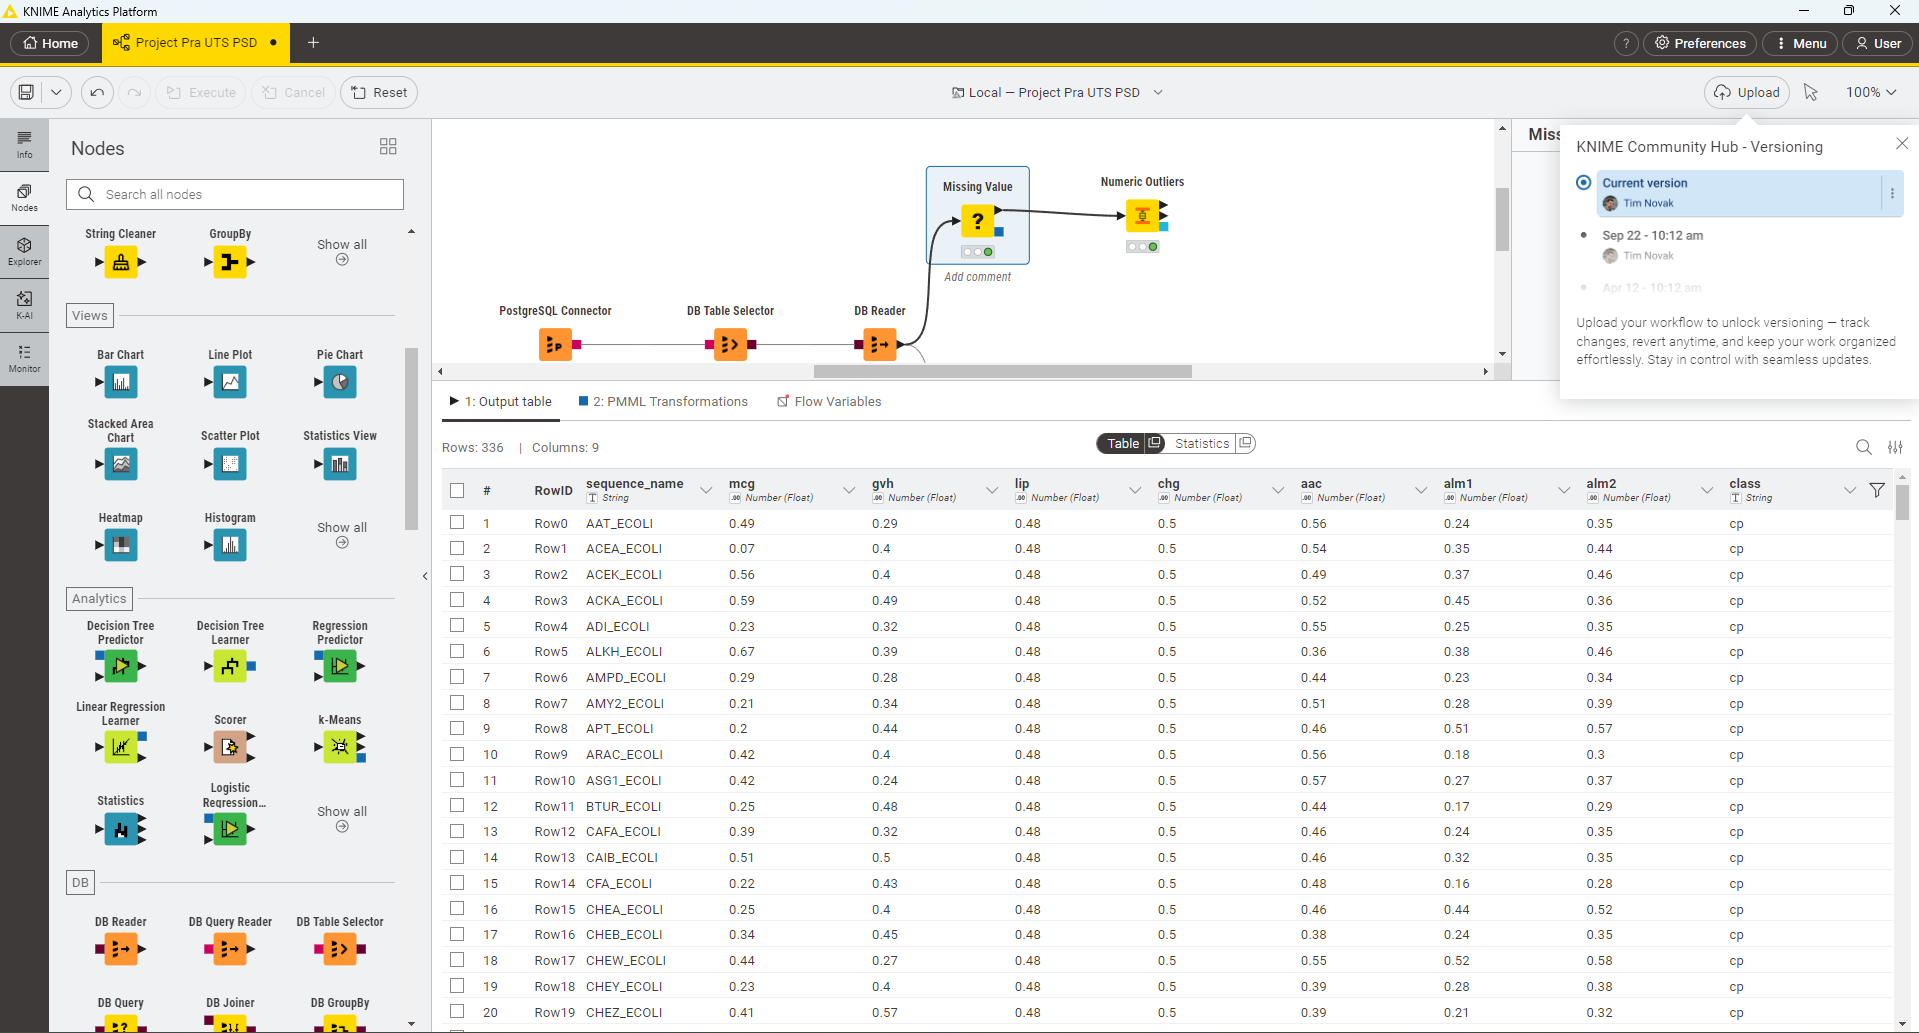 KNIME Analytics Platform
Home
Project Pra UTS PSD
?
Preferences
Menu
User
Execute
Cancel
Reset
Local — Project Pra UTS PSD
Upload
100%
Info
Nodes
Explorer
K-AI
Monitor
Nodes
Search all nodes
String Cleaner
GroupBy
Show all
Views
Bar Chart
Line Plot
Pie Chart
Stacked Area
Chart
Scatter Plot
Statistics View
Heatmap
Histogram
Show all
Analytics
Decision Tree
Predictor
Decision Tree
Learner
Regression
Predictor
Linear Regression
Learner
Scorer
k-Means
Statistics
Logistic
Regression...
Show all
DB
DB Reader
DB Query Reader
DB Table Selector
DB Query
DB Joiner
DB GroupBy
Missing Value
?
Add comment
Numeric Outliers
PostgreSQL Connector
DB Table Selector
DB Reader
Miss
KNIME Community Hub - Versioning
Current version
Tim Novak
Sep 22 - 10:12 am
Tim Novak
Apr 12 - 10:12 am
Upload your workflow to unlock versioning — track
changes, revert anytime, and keep your work organized
effortlessly. Stay in control with seamless updates.
1: Output table
2: PMML Transformations
Flow Variables
Rows: 336 | Columns: 9
Table
Statistics
# RowID sequence_name mcg gvh lip chg aac alm1 alm2 class
String Number (Float) Number (Float) Number (Float) Number (Float) Number (Float) Number (Float) Number (Float) String
1 Row0 AAT_ECOLI 0.49 0.29 0.48 0.5 0.56 0.24 0.35 cp
2 Row1 ACEA_ECOLI 0.07 0.4 0.48 0.5 0.54 0.35 0.44 cp
3 Row2 ACEK_ECOLI 0.56 0.4 0.48 0.5 0.49 0.37 0.46 cp
4 Row3 ACKA_ECOLI 0.59 0.49 0.48 0.5 0.52 0.45 0.36 cp
5 Row4 ADI_ECOLI 0.23 0.32 0.48 0.5 0.55 0.25 0.35 cp
6 Row5 ALKH_ECOLI 0.67 0.39 0.48 0.5 0.36 0.38 0.46 cp
7 Row6 AMPD_ECOLI 0.29 0.28 0.48 0.5 0.44 0.23 0.34 cp
8 Row7 AMY2_ECOLI 0.21 0.34 0.48 0.5 0.51 0.28 0.39 cp
9 Row8 APT_ECOLI 0.2 0.44 0.48 0.5 0.46 0.51 0.57 cp
10 Row9 ARAC_ECOLI 0.42 0.4 0.48 0.5 0.56 0.18 0.3 cp
11 Row10 ASG1_ECOLI 0.42 0.24 0.48 0.5 0.57 0.27 0.37 cp
12 Row11 BTUR_ECOLI 0.25 0.48 0.48 0.5 0.44 0.17 0.29 cp
13 Row12 CAFA_ECOLI 0.39 0.32 0.48 0.5 0.46 0.24 0.35 cp
14 Row13 CAIB_ECOLI 0.51 0.5 0.48 0.5 0.46 0.32 0.35 cp
15 Row14 CFA_ECOLI 0.22 0.43 0.48 0.5 0.48 0.16 0.28 cp
16 Row15 CHEA_ECOLI 0.25 0.4 0.48 0.5 0.46 0.44 0.52 cp
17 Row16 CHEB_ECOLI 0.34 0.45 0.48 0.5 0.38 0.24 0.35 cp
18 Row17 CHEW_ECOLI 0.44 0.27 0.48 0.5 0.55 0.52 0.58 cp
19 Row18 CHEY_ECOLI 0.23 0.4 0.48 0.5 0.39 0.28 0.38 cp
20 Row19 CHEZ_ECOLI 0.41 0.57 0.48 0.5 0.39 0.21 0.32 cp